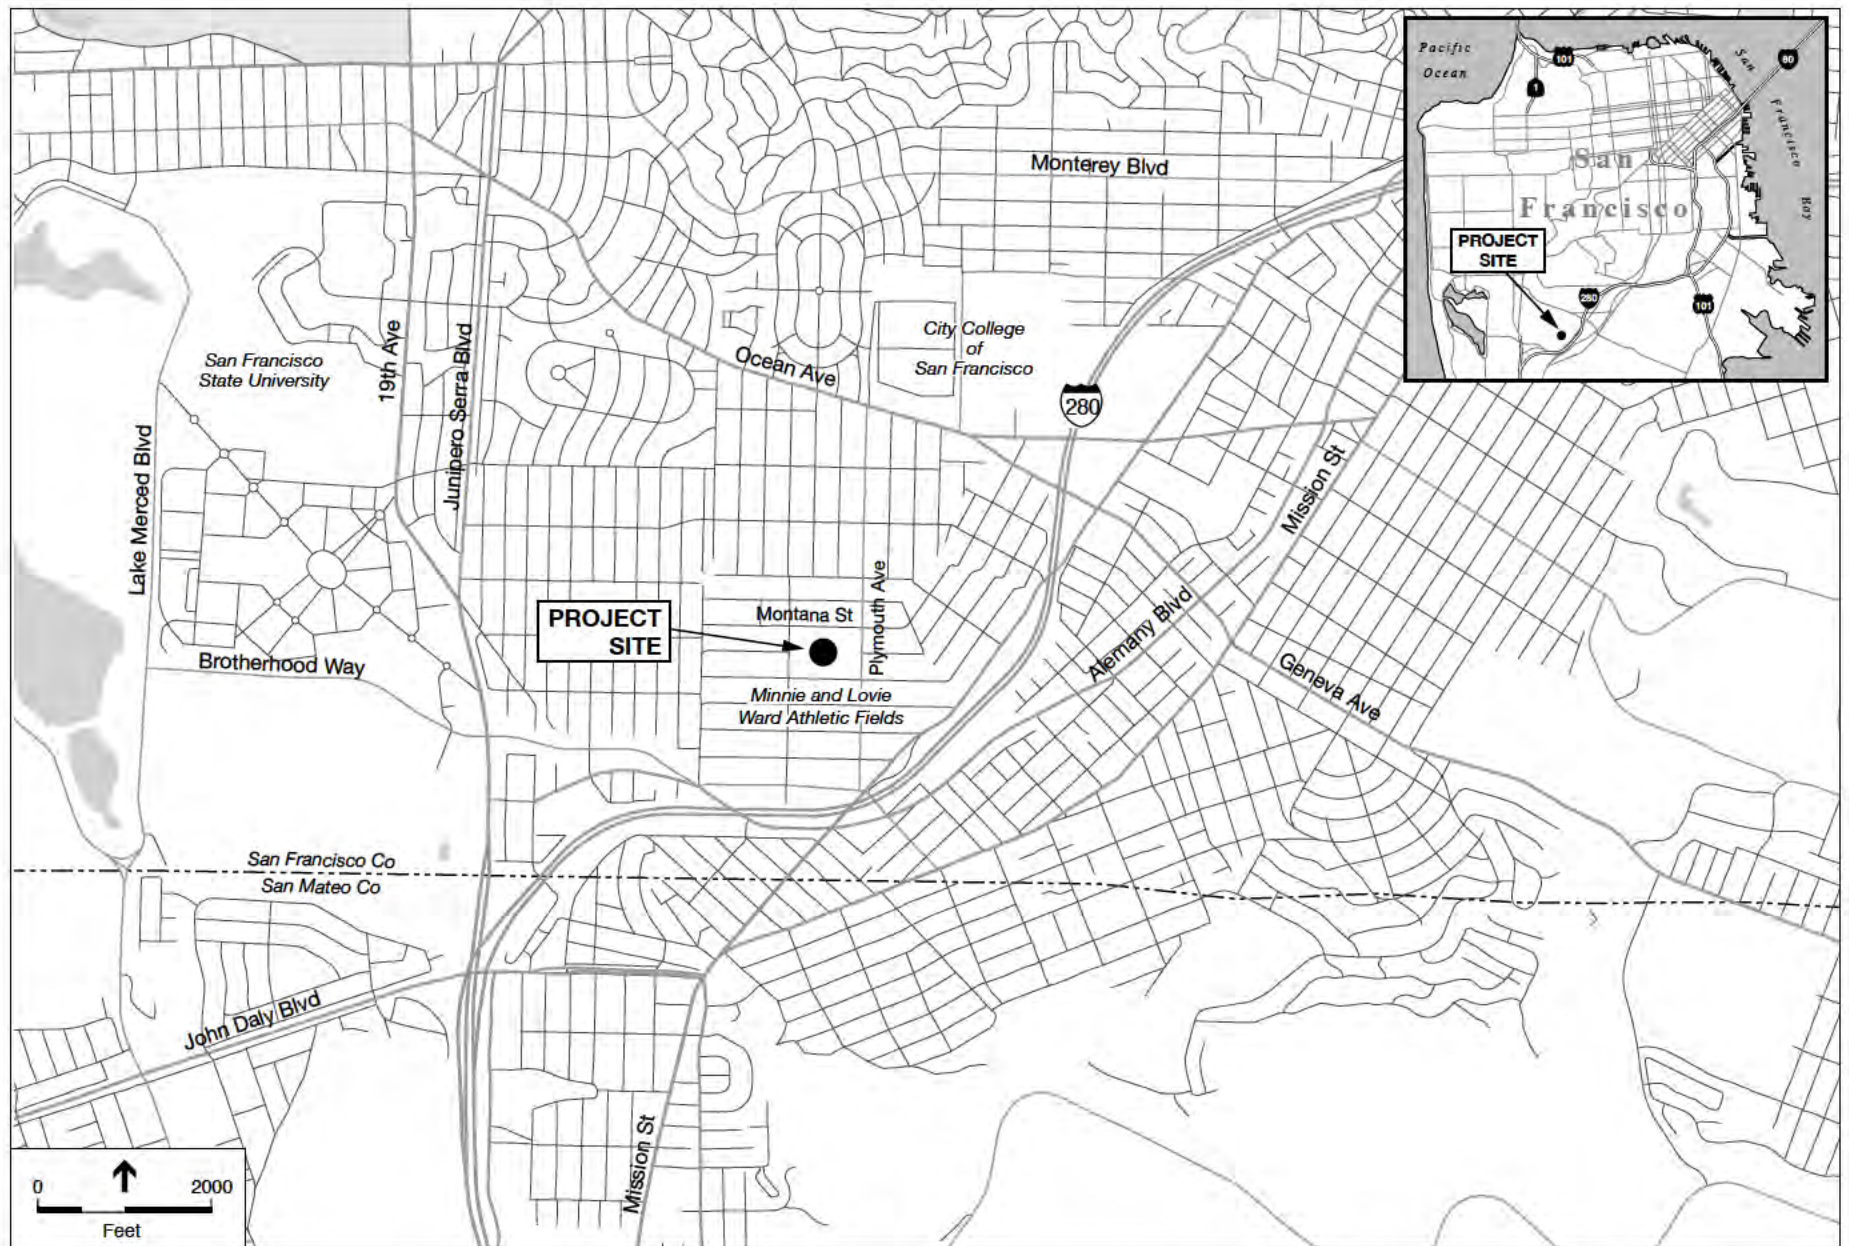 Pacific
Ocean
San
Francisco
Bay
101
80
1
San
Francisco
PROJECT
SITE
280
101
Monterey Blvd
City College
of
San Francisco
Ocean Ave
280
19th Ave
Junipero Serra Blvd
San Francisco
State University
Lake Merced Blvd
Mission St
Plymouth Ave
Montana St
PROJECT
SITE
Alemany Blvd
Geneva Ave
Brotherhood Way
Minnie and Lovie
Ward Athletic Fields
San Francisco Co
San Mateo Co
John Daly Blvd
Mission St
0 2000
Feet